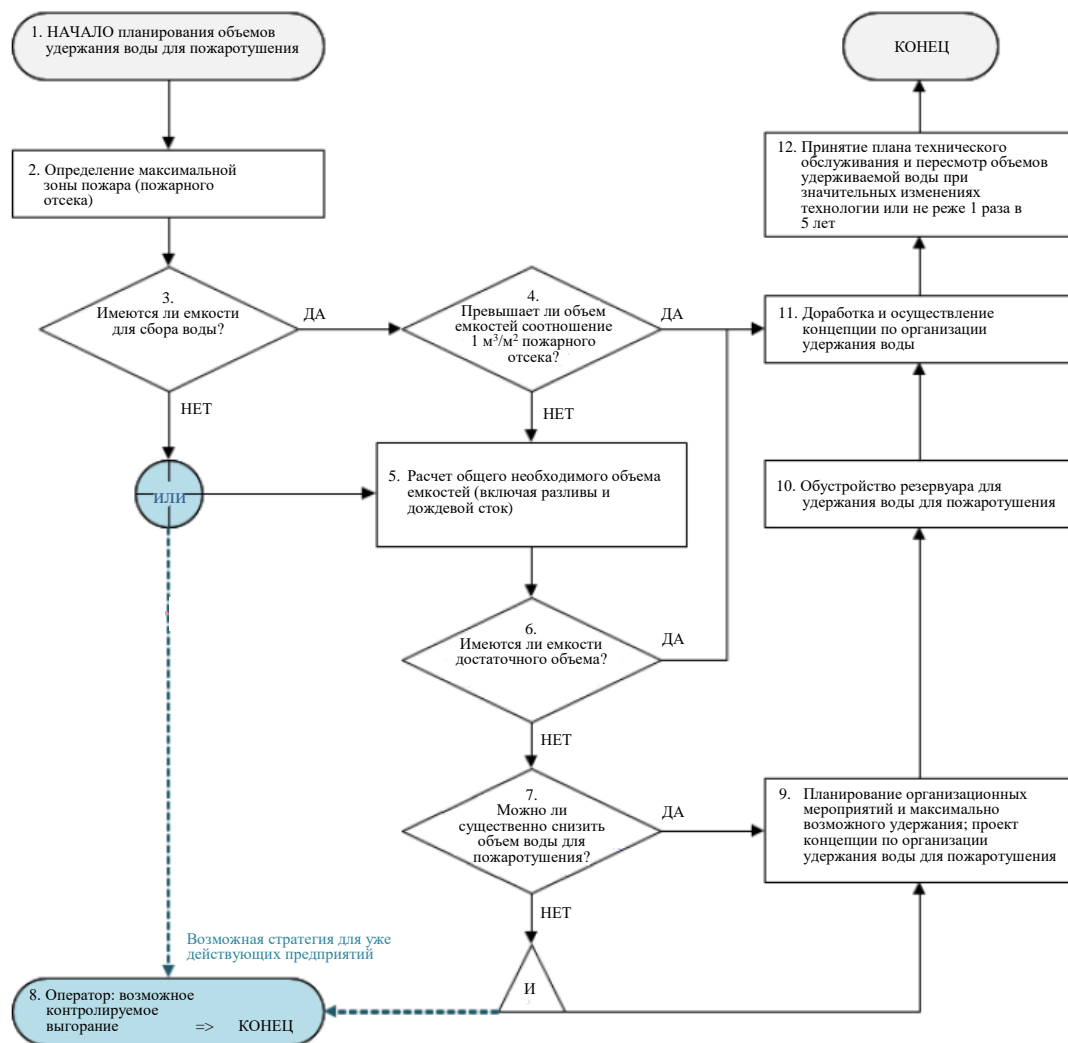 1. НАЧАЛО планирования объемов
удержания воды для пожаротушения
КОНЕЦ
2. Определение максимальной
зоны пожара (пожарного
отсека)
12. Принятие плана технического
обслуживания и пересмотр объемов
удерживаемой воды при
значительных изменениях
технологии или не реже 1 раза в
5 лет
3.
Имеются ли емкости
для сбора воды?
ДА
4.
Превышает ли объем
емкостей соотношение
1 м³/м² пожарного
отсека?
ДА
11. Доработка и осуществление
концепции по организации
удержания воды
НЕТ
НЕТ
ИЛИ
5. Расчет общего необходимого объема
емкостей (включая разливы и
дождевой сток)
10. Обустройство резервуара для
удержания воды для пожаротушения
6.
Имеются ли емкости
достаточного объема?
ДА
НЕТ
7.
Можно ли
существенно снизить
объем воды для
пожаротушения?
ДА
9. Планирование организационных
мероприятий и максимально
возможного удержания; проект
концепции по организации
удержания воды для пожаротушения
НЕТ
Возможная стратегия для уже
действующих предприятий
И
8. Оператор: возможное
контролируемое
выгорание => КОНЕЦ